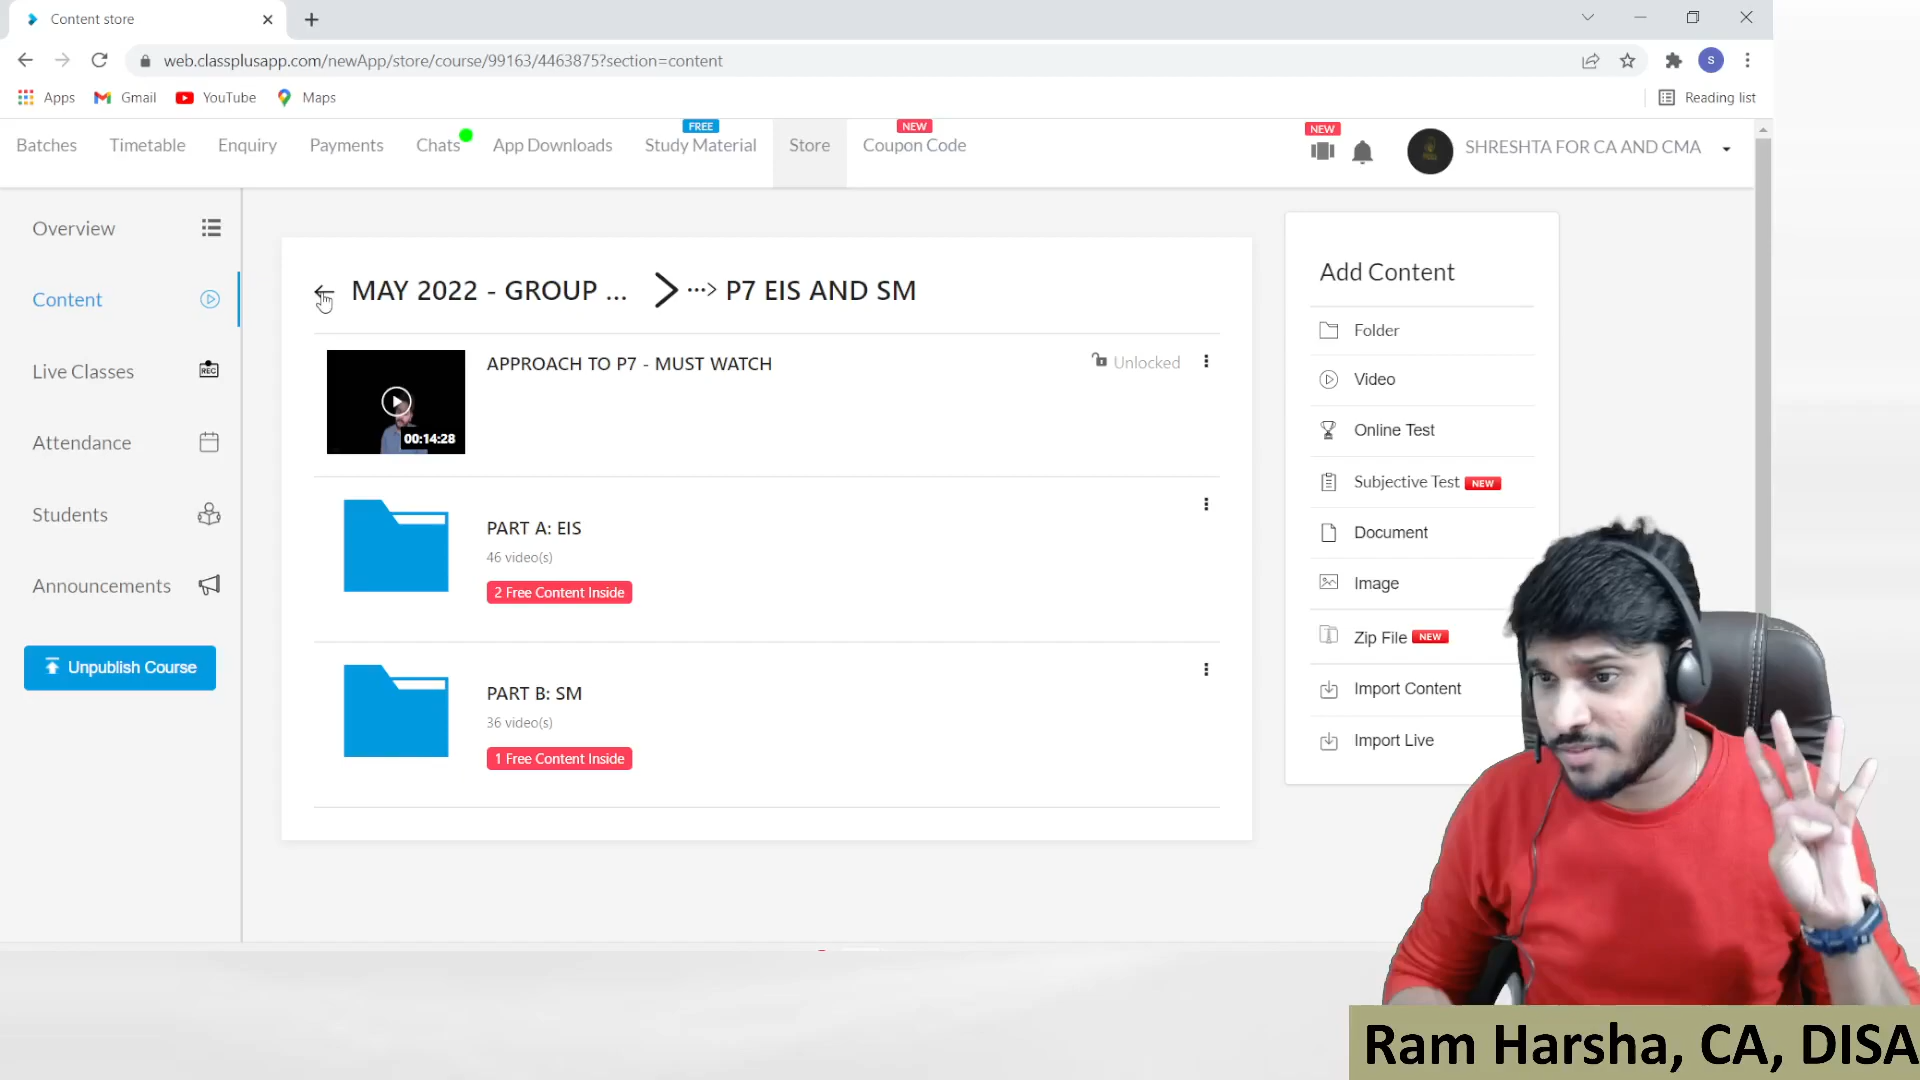 Content store
web.classplusapp.com/newApp/store/course/99163/4463875?section=content
S
Apps
Gmail
YouTube
Maps
Reading list
Batches
Timetable
Enquiry
Payments
Chats
App Downloads
FREE
Study Material
Store
NEW
Coupon Code
NEW
SHRESHTA FOR CA AND CMA
Overview
Content
Live Classes
REC
Attendance
Students
Announcements
Unpublish Course
MAY 2022 - GROUP ...
···> P7 EIS AND SM
APPROACH TO P7 - MUST WATCH
Unlocked
00:14:28
PART A: EIS
46 video(s)
2 Free Content Inside
PART B: SM
36 video(s)
1 Free Content Inside
Add Content
Folder
Video
Online Test
Subjective Test NEW
Document
Image
Zip File NEW
Import Content
Import Live
Ram Harsha, CA, DISA